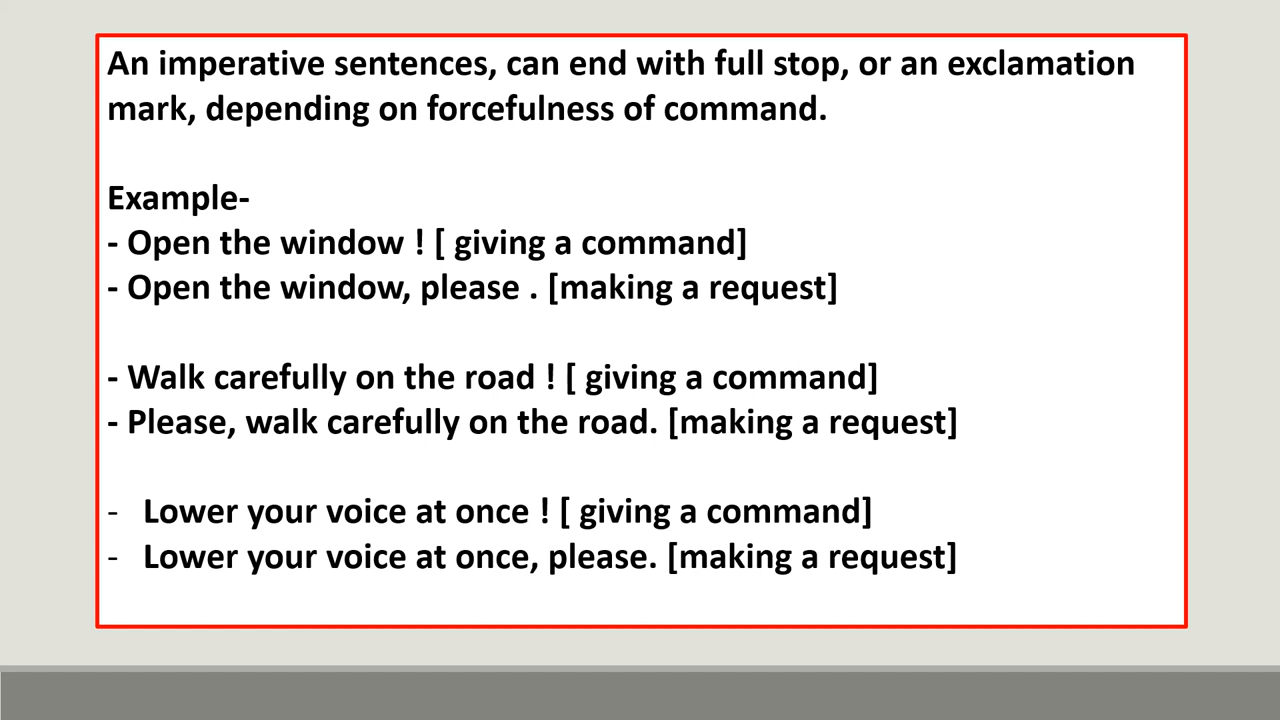 An imperative sentences, can end with full stop, or an exclamation
mark, depending on forcefulness of command.
Example-
- Open the window ! [ giving a command]
- Open the window, please . [making a request]
- Walk carefully on the road ! [ giving a command]
- Please, walk carefully on the road. [making a request]
- Lower your voice at once ! [ giving a command]
- Lower your voice at once, please. [making a request]